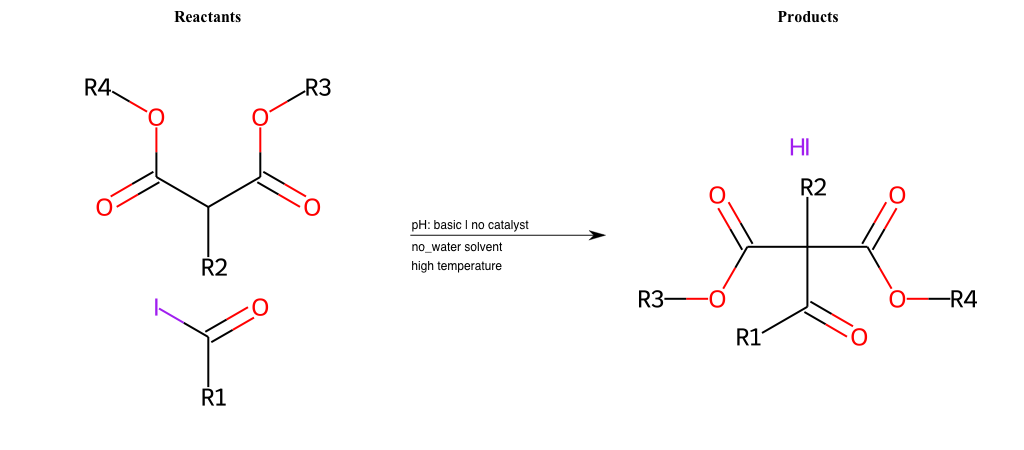 Reactants
Products
R4
R3
O
O
O
O
R2
I
O
R1
pH: basic | no catalyst
no_water solvent
high temperature
HI
R2
O
O
R3
O
O
R4
R1
O